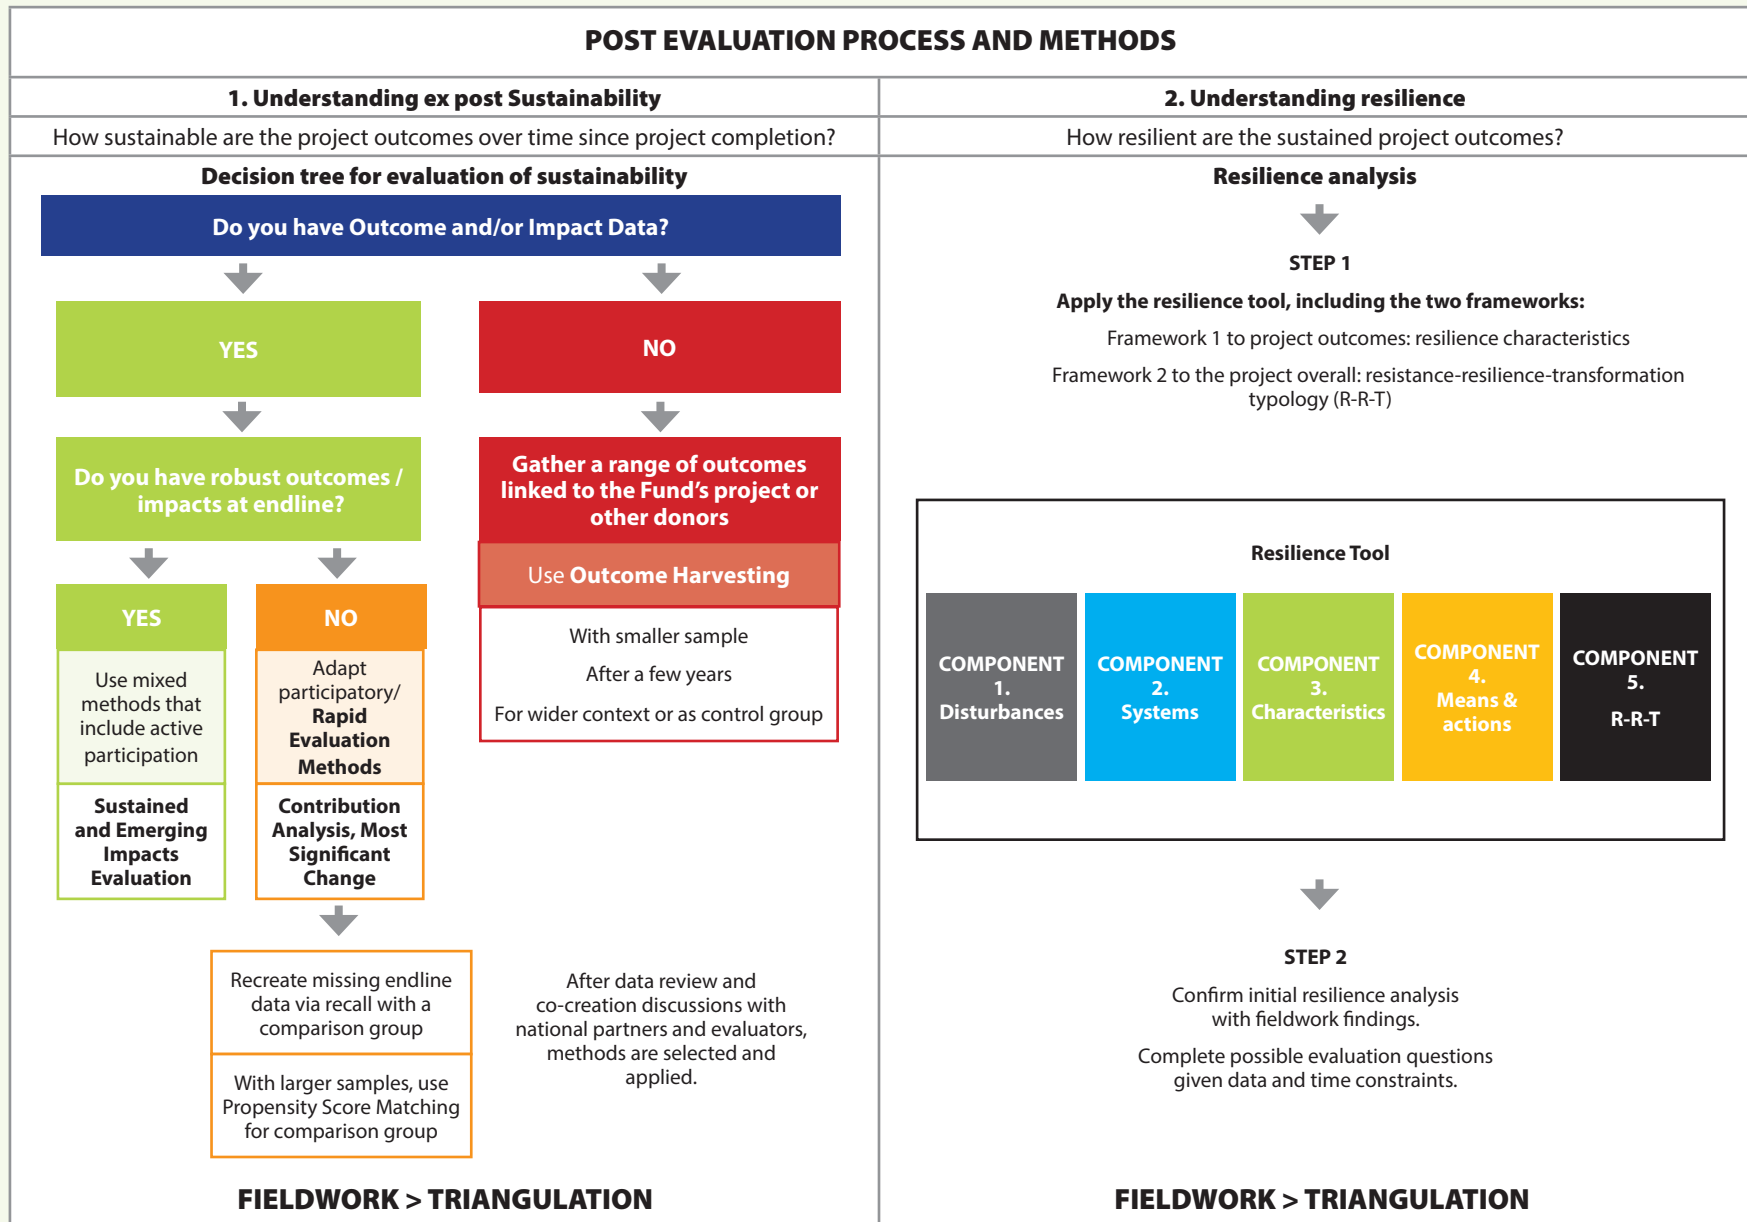 POST EVALUATION PROCESS AND METHODS
1. Understanding ex post Sustainability
How sustainable are the project outcomes over time since project completion?
Decision tree for evaluation of sustainability
Do you have Outcome and/or Impact Data?
YES
NO
Do you have robust outcomes /
impacts at endline?
Gather a range of outcomes
linked to the Fund's project or
other donors
Use Outcome Harvesting
With smaller sample
After a few years
For wider context or as control group
YES
Use mixed
methods that
include active
participation
Sustained
and Emerging
Impacts
Evaluation
NO
Adapt
participatory/
Rapid
Evaluation
Methods
Contribution
Analysis, Most
Significant
Change
Recreate missing endline
data via recall with a
comparison group
With larger samples, use
Propensity Score Matching
for comparison group
After data review and
co-creation discussions with
national partners and evaluators,
methods are selected and
applied.
FIELDWORK > TRIANGULATION
2. Understanding resilience
How resilient are the sustained project outcomes?
Resilience analysis
STEP 1
Apply the resilience tool, including the two frameworks:
Framework 1 to project outcomes: resilience characteristics
Framework 2 to the project overall: resistance-resilience-transformation
typology (R-R-T)
Resilience Tool
COMPONENT
1.
Disturbances
COMPONENT
2.
Systems
COMPONENT
3.
Characteristics
COMPONENT
4.
Means &
actions
COMPONENT
5.
R-R-T
STEP 2
Confirm initial resilience analysis
with fieldwork findings.
Complete possible evaluation questions
given data and time constraints.
FIELDWORK > TRIANGULATION